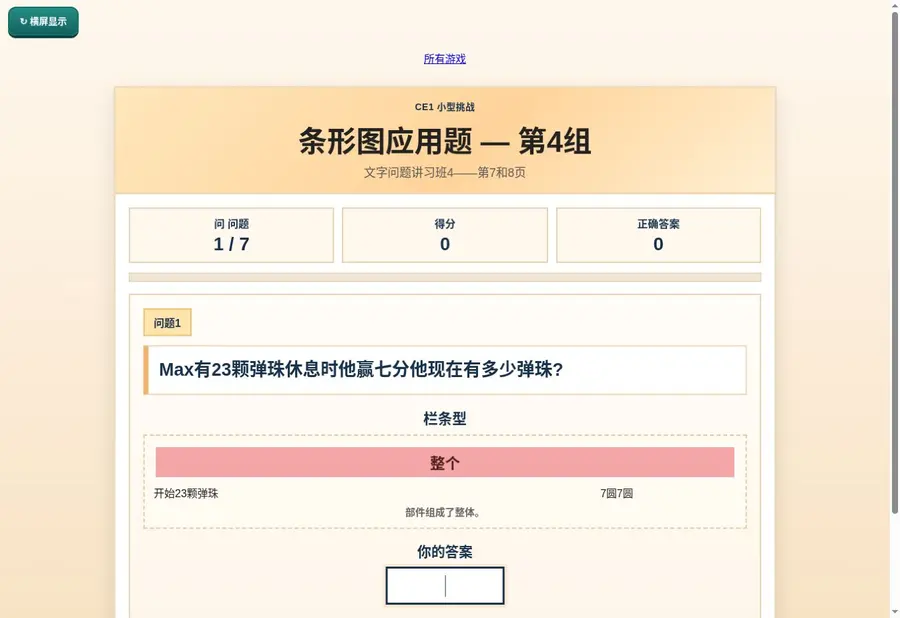 ↻ 横屏显示
所有游戏
CE1 小型挑战
条形图应用题 — 第4组
文字问题讲习班4——第7和8页
问 问题
1 / 7
得分
0
正确答案
0
问题1
Max有23颗弹珠休息时他赢七分他现在有多少弹珠?
栏条型
整个
开始23颗弹珠
7圆7圆
部件组成了整体。
你的答案